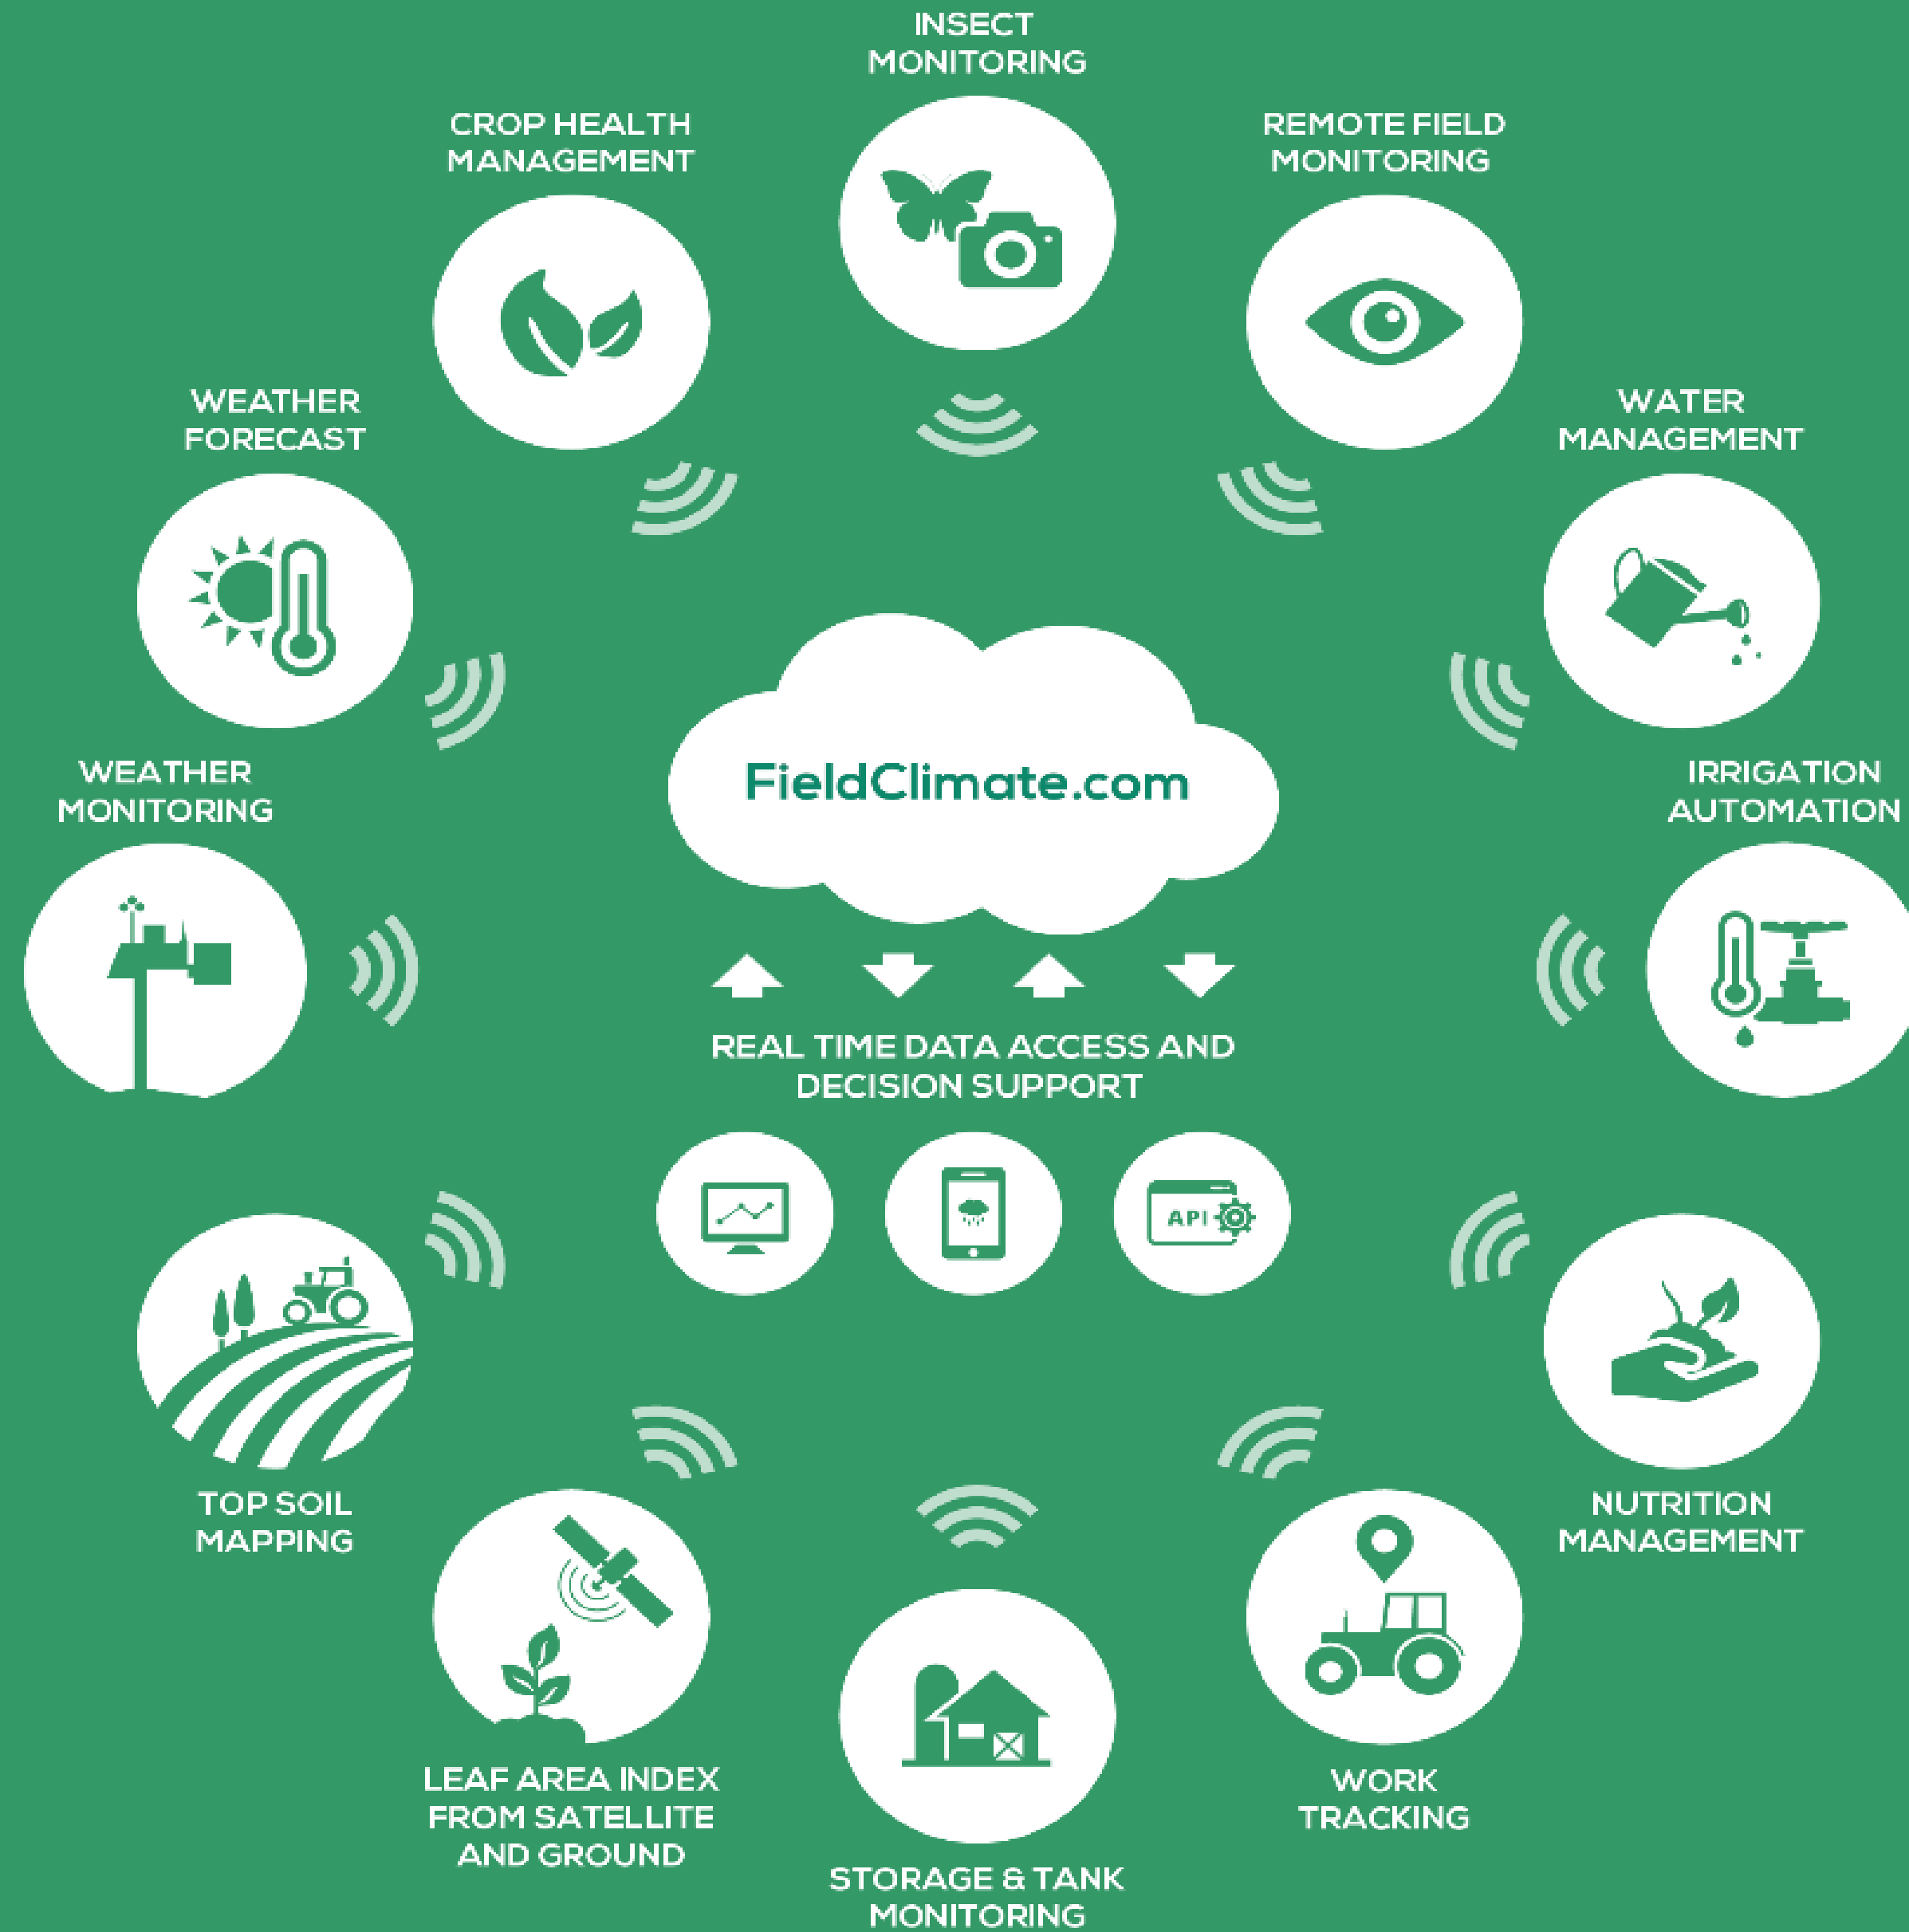 INSECT
MONITORING
CROP HEALTH
MANAGEMENT
REMOTE FIELD
MONITORING
WEATHER
FORECAST
WATER
MANAGEMENT
FieldClimate.com
WEATHER
MONITORING
IRRIGATION
AUTOMATION
REAL TIME DATA ACCESS AND
DECISION SUPPORT
API
TOP SOIL
MAPPING
NUTRITION
MANAGEMENT
LEAF AREA INDEX
FROM SATELLITE
AND GROUND
WORK
TRACKING
STORAGE & TANK
MONITORING